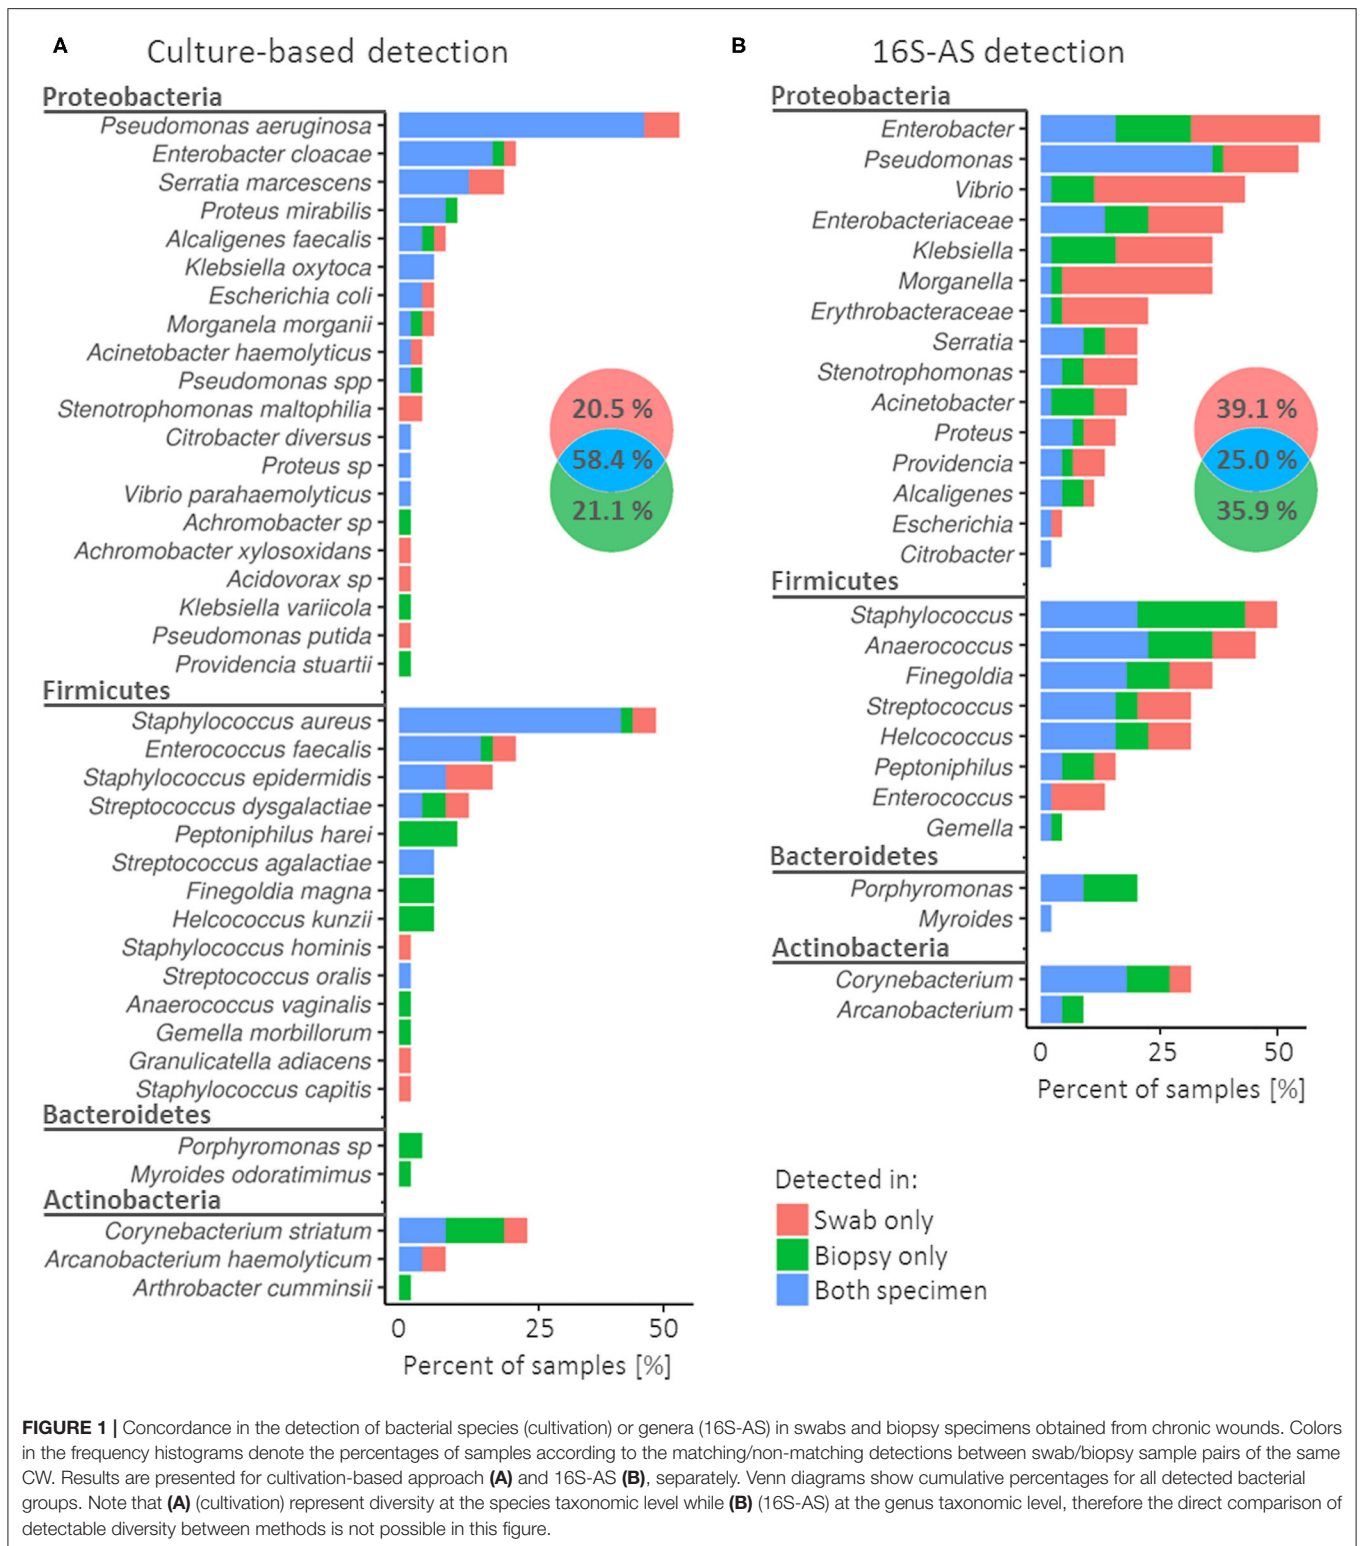 A
Culture-based detection
Proteobacteria
Pseudomonas aeruginosa
Enterobacter cloacae
Serratia marcescens
Proteus mirabilis
Alcaligenes faecalis
Klebsiella oxytoca
Escherichia coli
Morganela morganii
Acinetobacter haemolyticus
Pseudomonas spp
Stenotrophomonas maltophilia
Citrobacter diversus
Proteus sp
Vibrio parahaemolyticus
Achromobacter sp
Achromobacter xylosoxidans
Acidovorax sp
Klebsiella variicola
Pseudomonas putida
Providencia stuartii
20.5 %
58.4 %
21.1 %
Firmicutes
Staphylococcus aureus
Enterococcus faecalis
Staphylococcus epidermidis
Streptococcus dysgalactiae
Peptoniphilus harei
Streptococcus agalactiae
Finegoldia magna
Helcococcus kunzii
Staphylococcus hominis
Streptococcus oralis
Anaerococcus vaginalis
Gemella morbillorum
Granulicatella adiacens
Staphylococcus capitis
Bacteroidetes
Porphyromonas sp
Myroides odoratimimus
Actinobacteria
Corynebacterium striatum
Arcanobacterium haemolyticum
Arthrobacter cumminsii
0 25 50
Percent of samples [%]
B
16S-AS detection
Proteobacteria
Enterobacter
Pseudomonas
Vibrio
Enterobacteriaceae
Klebsiella
Morganella
Erythrobacteraceae
Serratia
Stenotrophomonas
Acinetobacter
Proteus
Providencia
Alcaligenes
Escherichia
Citrobacter
39.1 %
25.0 %
35.9 %
Firmicutes
Staphylococcus
Anaerococcus
Finegoldia
Streptococcus
Helcococcus
Peptoniphilus
Enterococcus
Gemella
Bacteroidetes
Porphyromonas
Myroides
Actinobacteria
Corynebacterium
Arcanobacterium
0 25 50
Percent of samples [%]
Detected in:
Swab only
Biopsy only
Both specimen
FIGURE 1 | Concordance in the detection of bacterial species (cultivation) or genera (16S-AS) in swabs and biopsy specimens obtained from chronic wounds. Colors
in the frequency histograms denote the percentages of samples according to the matching/non-matching detections between swab/biopsy sample pairs of the same
CW. Results are presented for cultivation-based approach (A) and 16S-AS (B), separately. Venn diagrams show cumulative percentages for all detected bacterial
groups. Note that (A) (cultivation) represent diversity at the species taxonomic level while (B) (16S-AS) at the genus taxonomic level, therefore the direct comparison of
detectable diversity between methods is not possible in this figure.